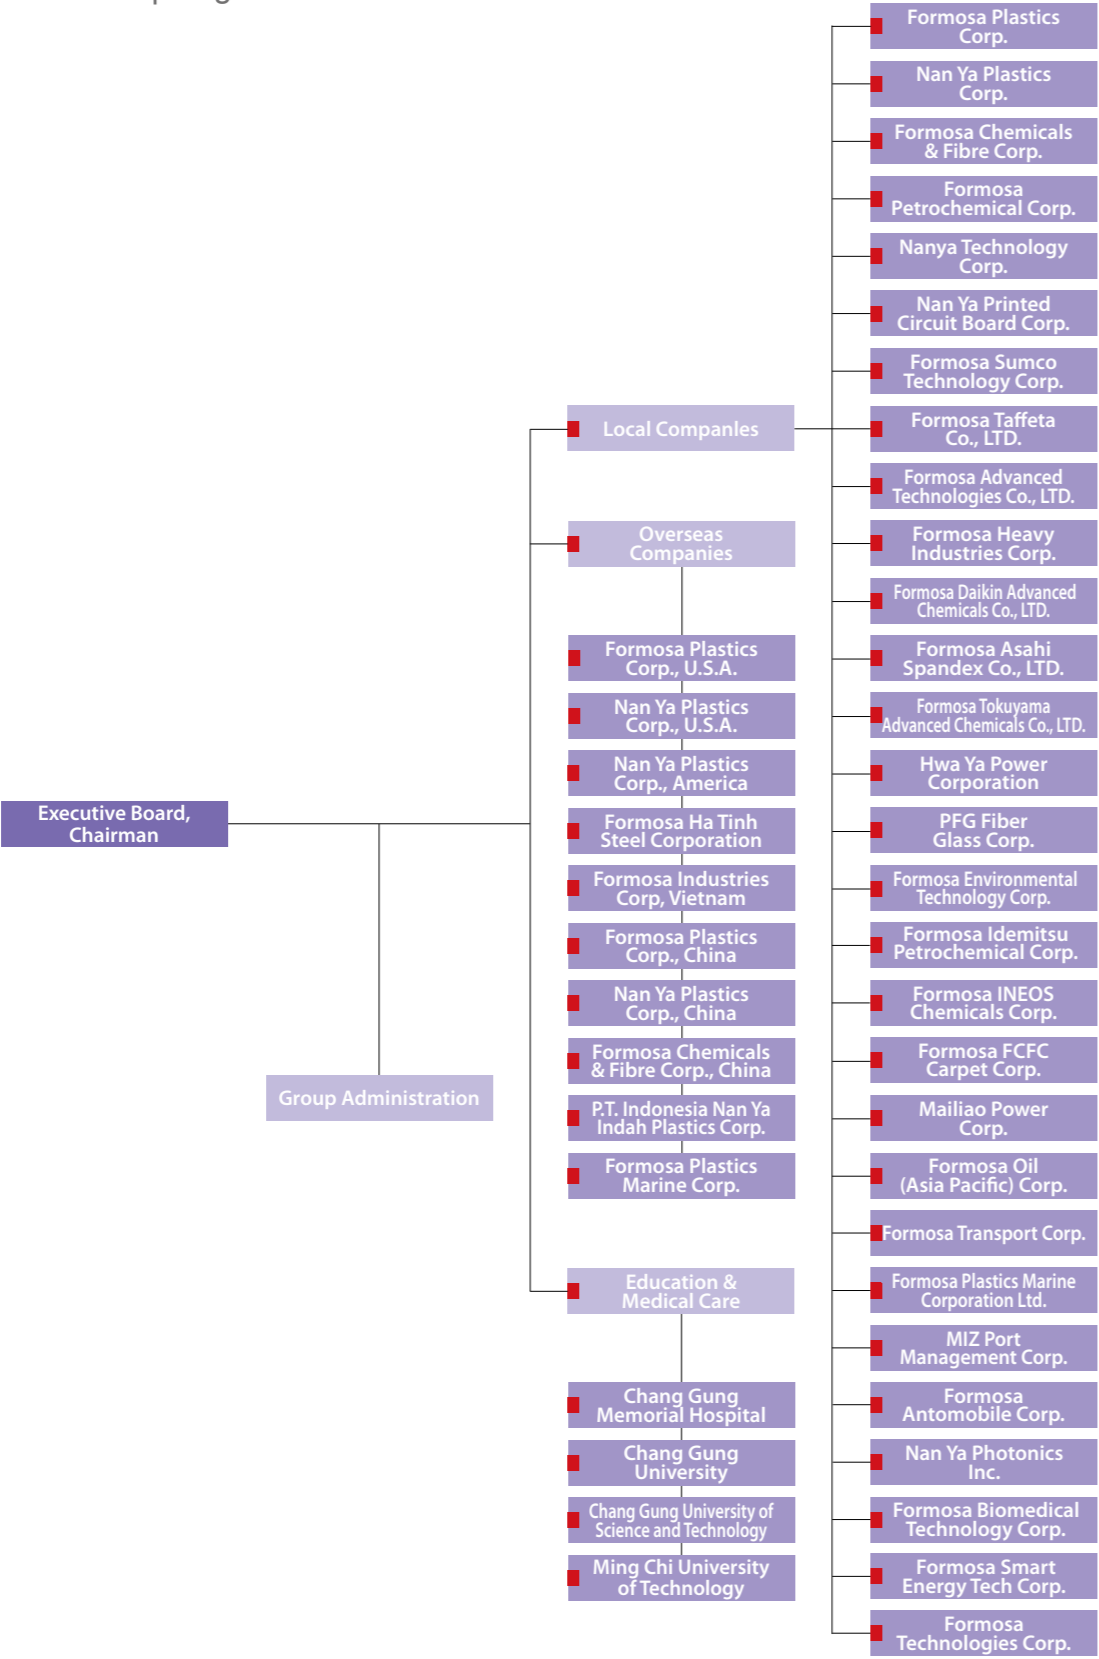 Executive Board,
Chairman
Group Administration
Local Companles
Overseas
Companies
Formosa Plastics
Corp., U.S.A.
Nan Ya Plastics
Corp., U.S.A.
Nan Ya Plastics
Corp., America
Formosa Ha Tinh
Steel Corporation
Formosa Industries
Corp, Vietnam
Formosa Plastics
Corp., China
Nan Ya Plastics
Corp., China
Formosa Chemicals
& Fibre Corp., China
P.T. Indonesia Nan Ya
Indah Plastics Corp.
Formosa Plastics
Marine Corp.
Education &
Medical Care
Chang Gung
Memorial Hospital
Chang Gung
University
Chang Gung University of
Science and Technology
Ming Chi University
of Technology
Formosa Plastics
Corp.
Nan Ya Plastics
Corp.
Formosa Chemicals
& Fibre Corp.
Formosa
Petrochemical Corp.
Nanya Technology
Corp.
Nan Ya Printed
Circuit Board Corp.
Formosa Sumco
Technology Corp.
Formosa Taffeta
Co., LTD.
Formosa Advanced
Technologies Co., LTD.
Formosa Heavy
Industries Corp.
Formosa Daikin Advanced
Chemicals Co., LTD.
Formosa Asahi
Spandex Co., LTD.
Formosa Tokuyama
Advanced Chemicals Co., LTD.
Hwa Ya Power
Corporation
PFG Fiber
Glass Corp.
Formosa Environmental
Technology Corp.
Formosa Idemitsu
Petrochemical Corp.
Formosa INEOS
Chemicals Corp.
Formosa FCFC
Carpet Corp.
Mailiao Power
Corp.
Formosa Oil
(Asia Pacific) Corp.
Formosa Transport Corp.
Formosa Plastics Marine
Corporation Ltd.
MIZ Port
Management Corp.
Formosa
Antomobile Corp.
Nan Ya Photonics
Inc.
Formosa Biomedical
Technology Corp.
Formosa Smart
Energy Tech Corp.
Formosa
Technologies Corp.